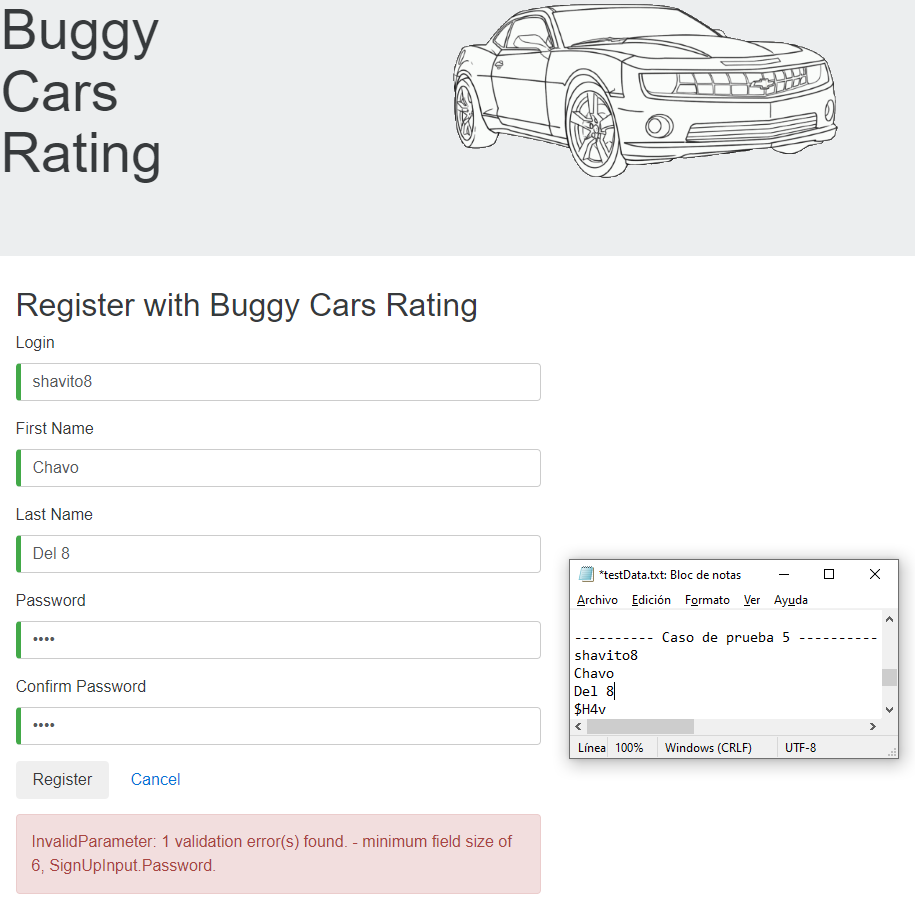 Buggy
Cars
Rating
Register with Buggy Cars Rating
Login
shavito8
First Name
Chavo
Last Name
Del 8
Password
••••
Confirm Password
••••
Register Cancel
InvalidParameter: 1 validation error(s) found. - minimum field size of
6, SignUpInput.Password.
*testData.txt: Bloc de notas
Archivo Edición Formato Ver Ayuda
---------- Caso de prueba 5 ----------
shavito8
Chavo
Del 8
$H4v
Línea 100% Windows (CRLF) UTF-8